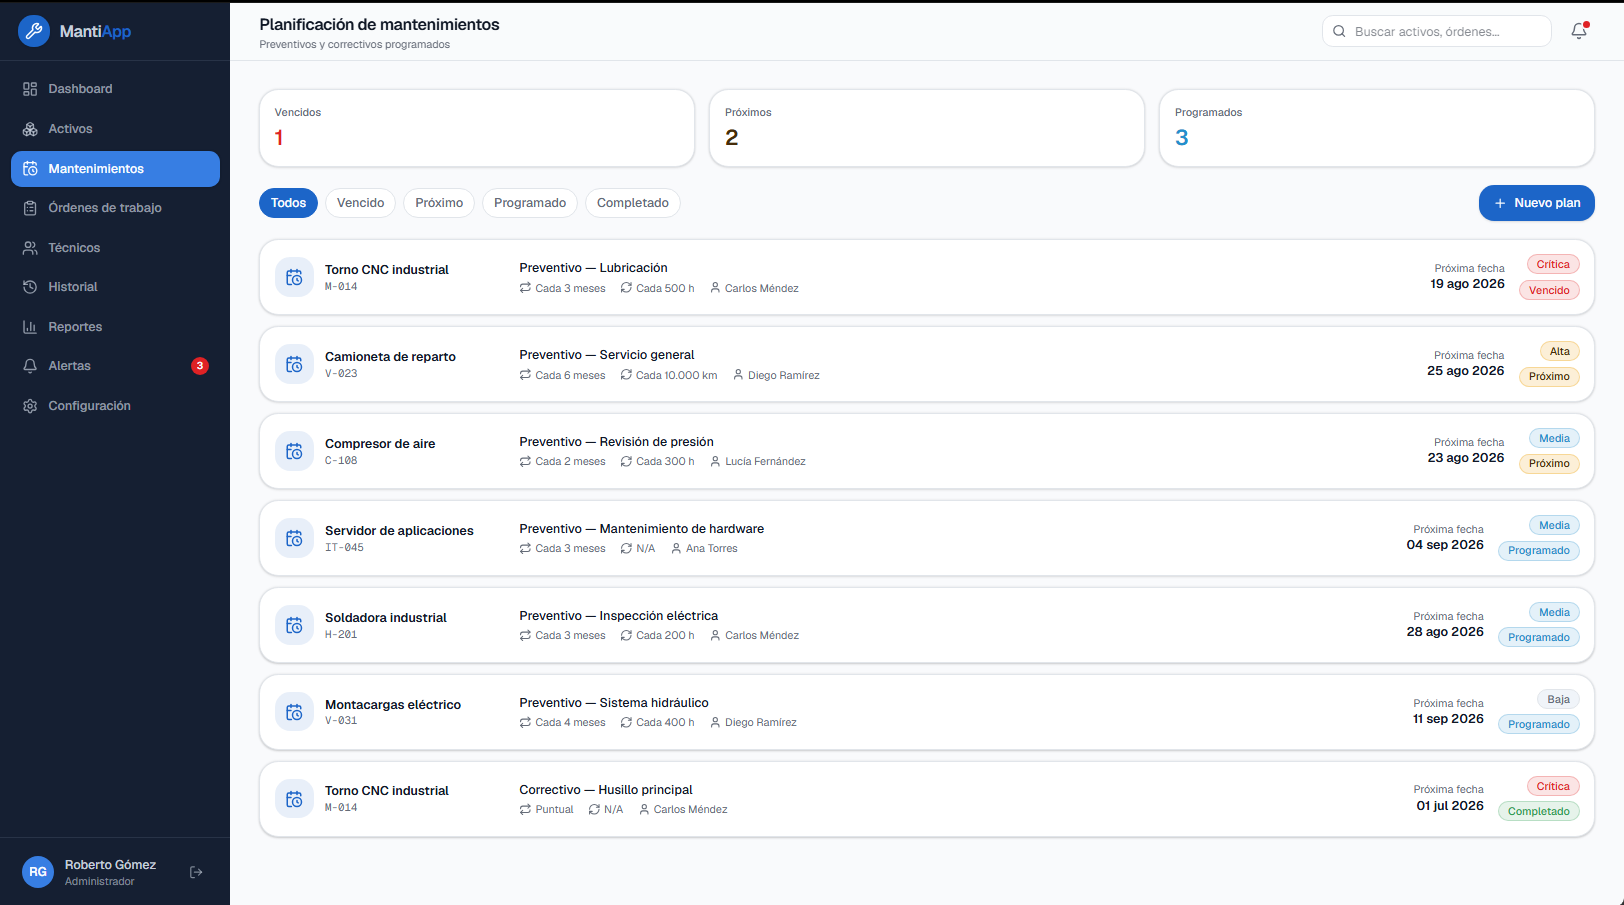 MantiApp
Dashboard
Activos
Mantenimientos
Órdenes de trabajo
Técnicos
Historial
Reportes
Alertas 3
Configuración
RG
Roberto Gómez
Administrador
Planificación de mantenimientos
Preventivos y correctivos programados
Buscar activos, órdenes...
Vencidos
1
Próximos
2
Programados
3
Todos Vencido Próximo Programado Completado
+ Nuevo plan
Torno CNC industrial
M-014
Preventivo — Lubricación
Cada 3 meses Cada 500 h Carlos Méndez
Próxima fecha
19 ago 2026
Crítica
Vencido
Camioneta de reparto
V-023
Preventivo — Servicio general
Cada 6 meses Cada 10.000 km Diego Ramírez
Próxima fecha
25 ago 2026
Alta
Próximo
Compresor de aire
C-108
Preventivo — Revisión de presión
Cada 2 meses Cada 300 h Lucía Fernández
Próxima fecha
23 ago 2026
Media
Próximo
Servidor de aplicaciones
IT-045
Preventivo — Mantenimiento de hardware
Cada 3 meses N/A Ana Torres
Próxima fecha
04 sep 2026
Media
Programado
Soldadora industrial
H-201
Preventivo — Inspección eléctrica
Cada 3 meses Cada 200 h Carlos Méndez
Próxima fecha
28 ago 2026
Media
Programado
Montacargas eléctrico
V-031
Preventivo — Sistema hidráulico
Cada 4 meses Cada 400 h Diego Ramírez
Próxima fecha
11 sep 2026
Baja
Programado
Torno CNC industrial
M-014
Correctivo — Husillo principal
Puntual N/A Carlos Méndez
Próxima fecha
01 jul 2026
Crítica
Completado